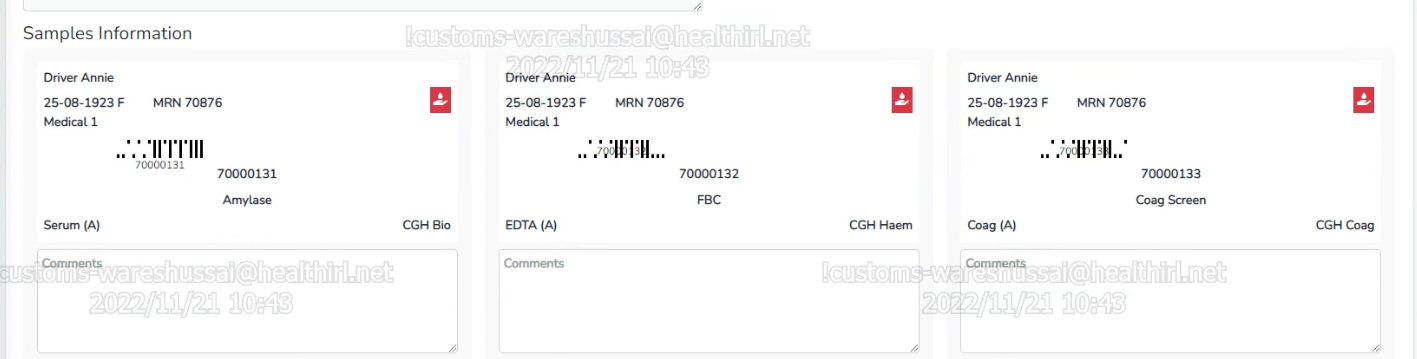 Samples Information
!customs-wareshussai@healthirl.net
2022/11/21 10:43
Driver Annie
25-08-1923 F MRN 70876
Medical 1
70000131
70000131
Amylase
Serum (A) CGH Bio
Comments
Driver Annie
25-08-1923 F MRN 70876
Medical 1
70000132
70000132
FBC
EDTA (A) CGH Haem
Comments
Driver Annie
25-08-1923 F MRN 70876
Medical 1
70000133
70000133
Coag Screen
Coag (A) CGH Coag
Comments
customs-wareshussai@healthirl.net
2022/11/21 10:43
!customs-wareshussai@healthirl.net
2022/11/21 10:43